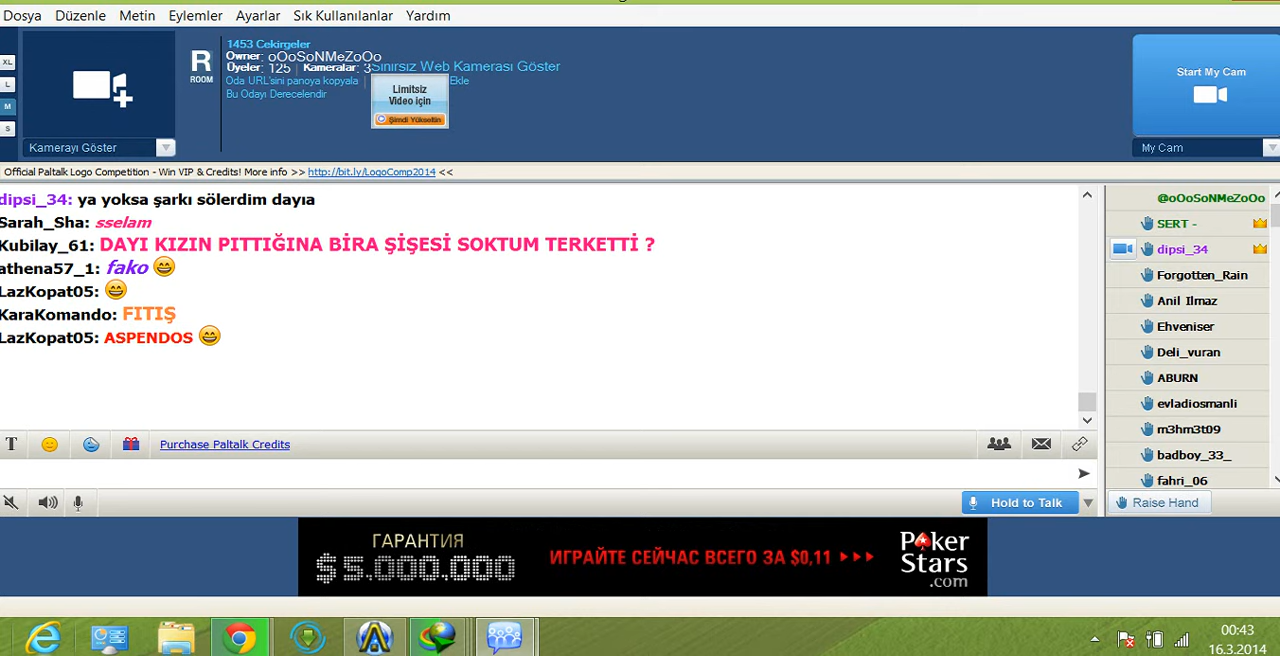 Dosya Düzenle Metin Eylemler Ayarlar Sık Kullanılanlar Yardım
XL
L
M
S
Kamerayı Göster
R
ROOM
1453 Cekirgeler
Owner: oOoSoNMeZoOo
Üyeler: 125 | Kameralar: 3
Sınırsız Web Kamerası Göster
Oda URL'sini panoya kopyala | Ekle
Bu Odayı Derecelendir
Limitsiz
Video için
Şimdi Yükseltin
Start My Cam
My Cam
Official Paltalk Logo Competition - Win VIP & Credits! More info >> http://bit.ly/LogoComp2014 <<
dipsi_34: ya yoksa şarkı sölerdim dayıa
Sarah_Sha: sselam
Kubilay_61: DAYI KIZIN PITTIĞINA BİRA ŞİŞESİ SOKTUM TERKETTİ ?
athena57_1: fako
LazKopat05:
KaraKomando: FITIŞ
LazKopat05: ASPENDOS
@oOoSoNMeZoOo
SERT -
dipsi_34
Forgotten_Rain
Anil Ilmaz
Ehveniser
Deli_vuran
ABURN
evladiosmanli
m3hm3t09
badboy_33_
fahri_06
T
Purchase Paltalk Credits
Hold to Talk
Raise Hand
ГАРАНТИЯ
$5.000.000
ИГРАЙТЕ СЕЙЧАС ВСЕГО ЗА $0,11
PokerStars
.com
00:43
16.3.2014